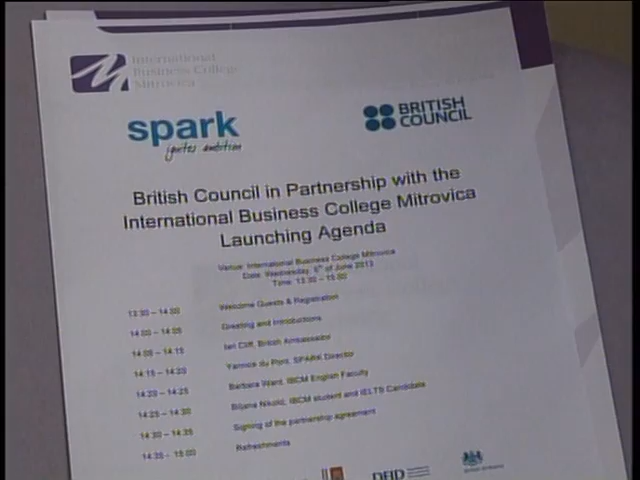 International
Business College
Mitrovica
spark
ignites ambition
BRITISH
COUNCIL
British Council in Partnership with the
International Business College Mitrovica
Launching Agenda
Venue: International Business College Mitrovica
Date: Wednesday, 5th of June 2013
Time: 13:30 – 15:00
13:30 – 14:00 Welcome Guests & Registration
14:00 – 14:05 Greeting and Introductions
14:05 – 14:15 Ian Cliff, British Ambassador
14:15 – 14:20 Yannick du Pont, SPARK Director
14:20 – 14:25 Barbara Ward, IBCM English Faculty
14:25 – 14:30 Biljana Nikolić, IBCM student and IELTS Candidate
14:30 – 14:35 Signing of the partnership agreement
14:35 – 15:00 Refreshments
DFID
British Embassy